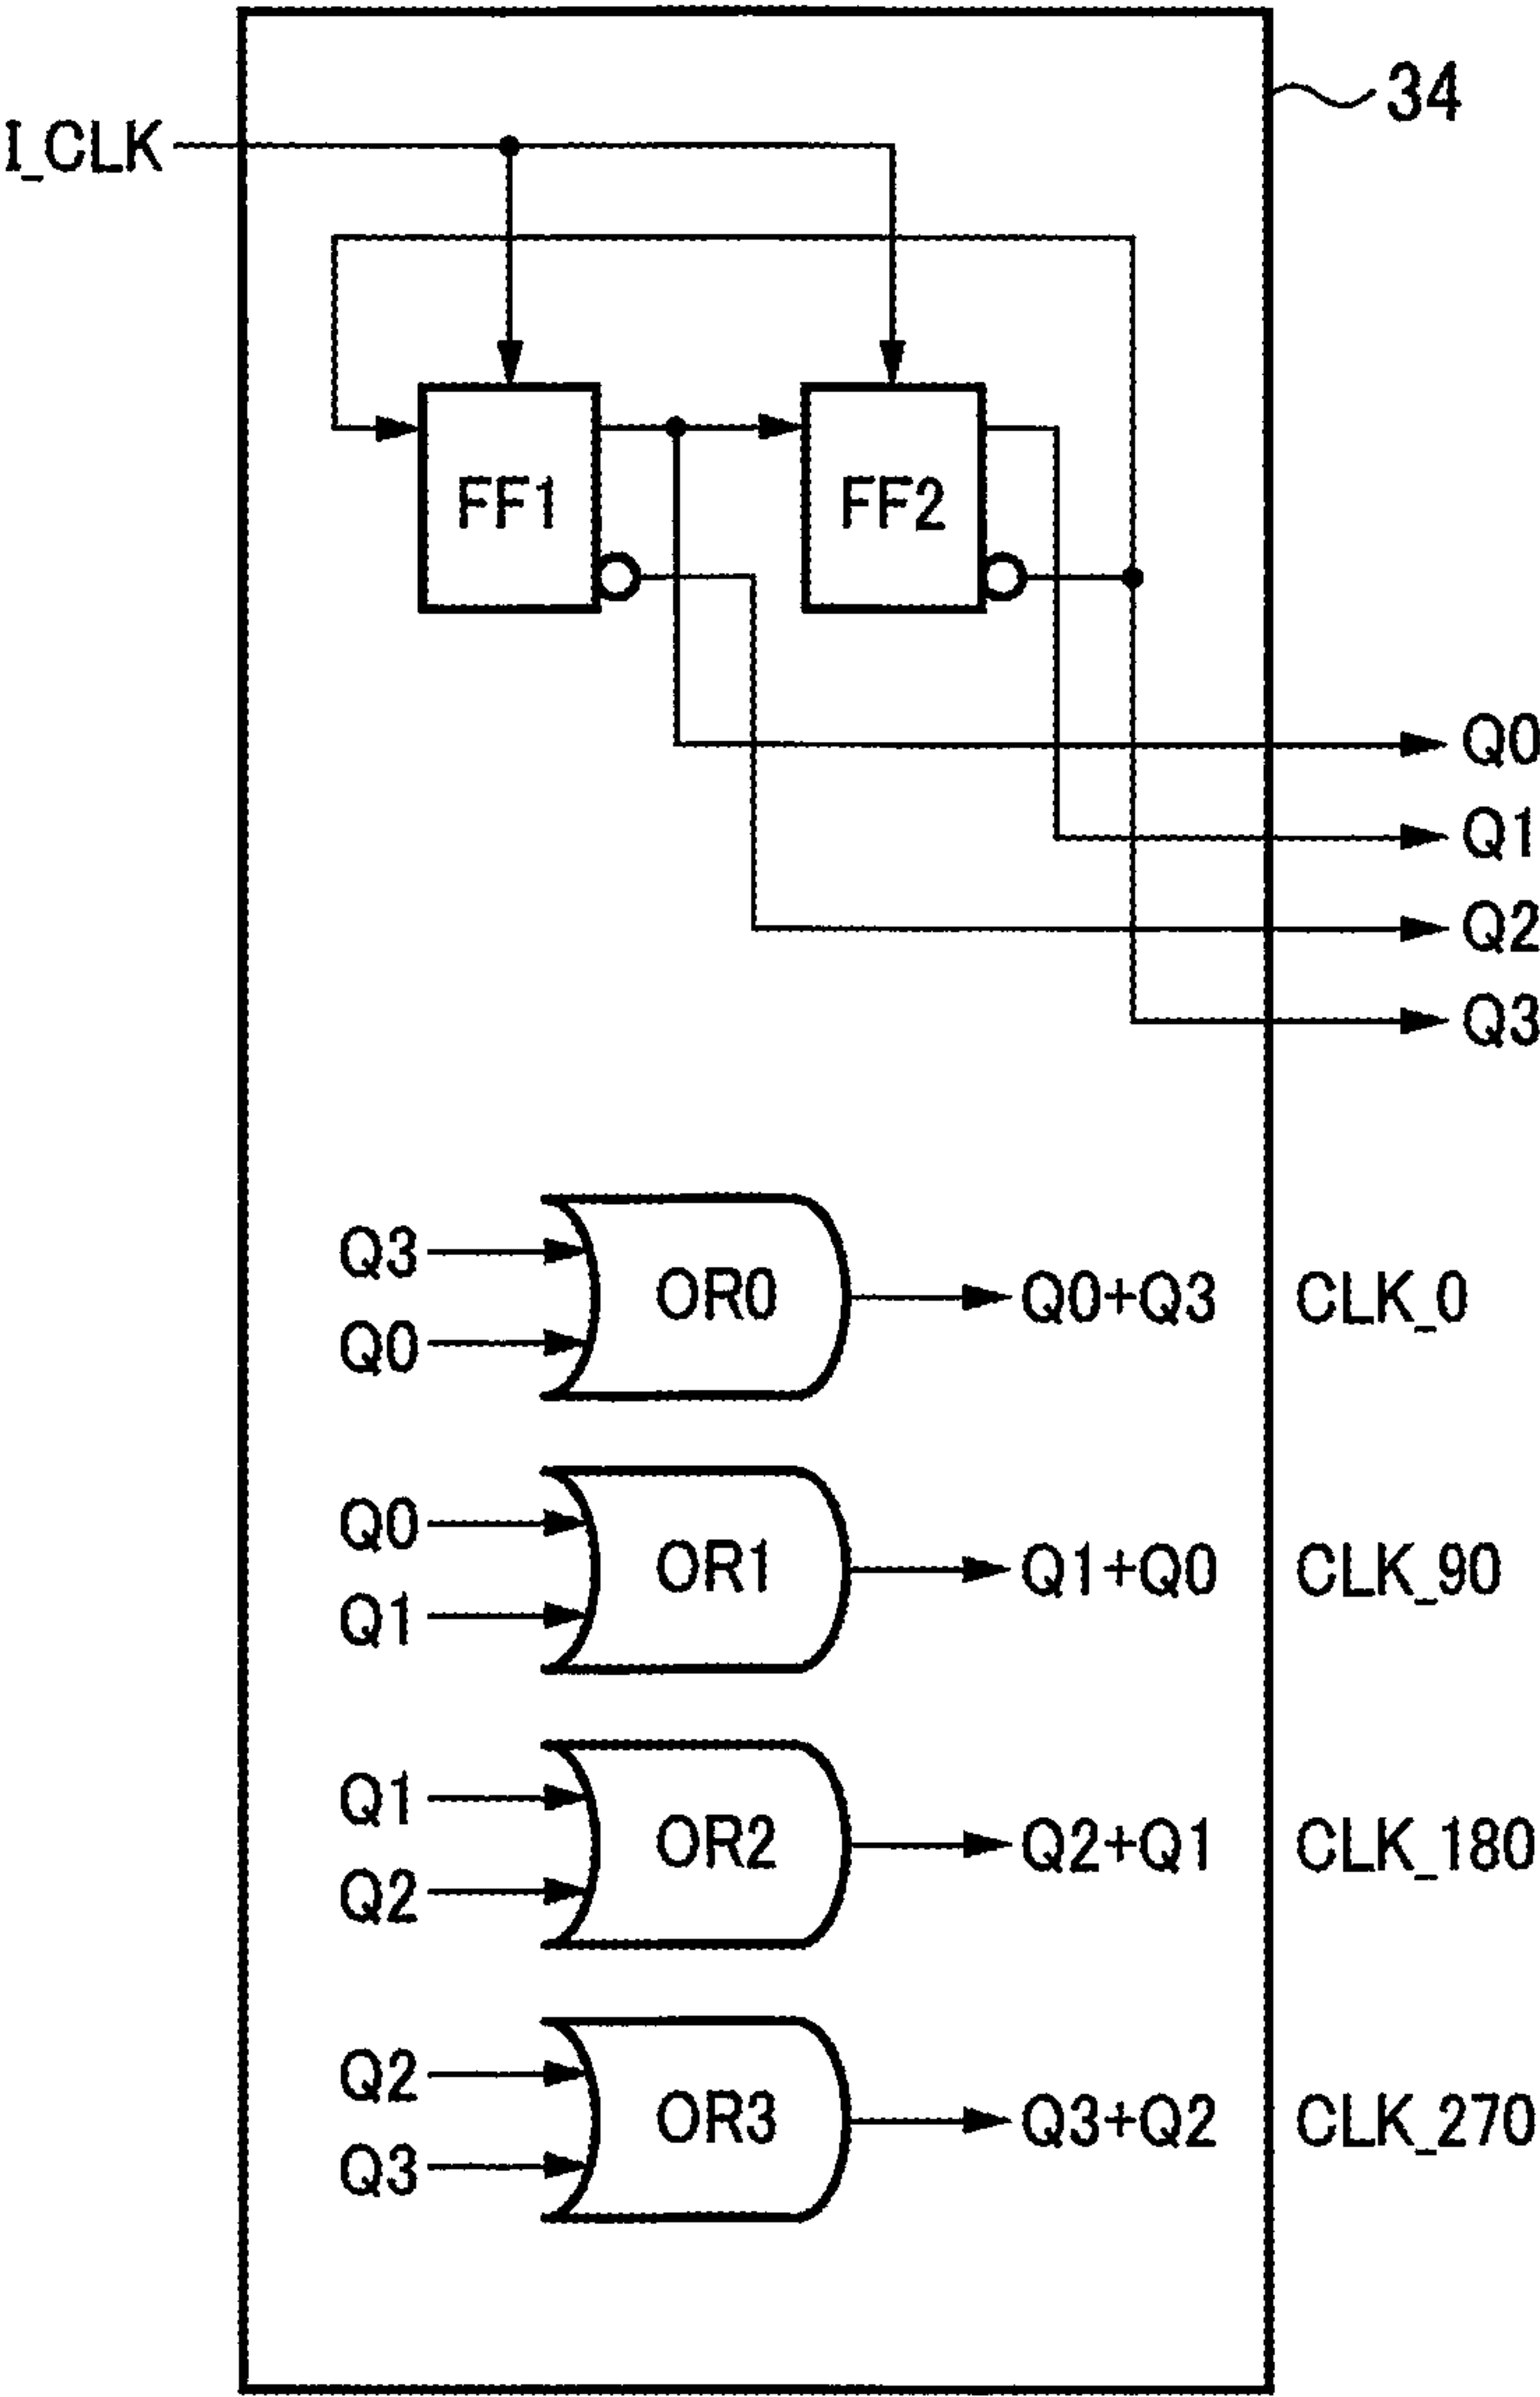 34
I_CLK
FF1
FF2
Q0
Q1
Q2
Q3
Q3
Q0
OR0
Q0+Q3
CLK_0
Q0
Q1
OR1
Q1+Q0
CLK_90
Q1
Q2
OR2
Q2+Q1
CLK_180
Q2
Q3
OR3
Q3+Q2
CLK_270